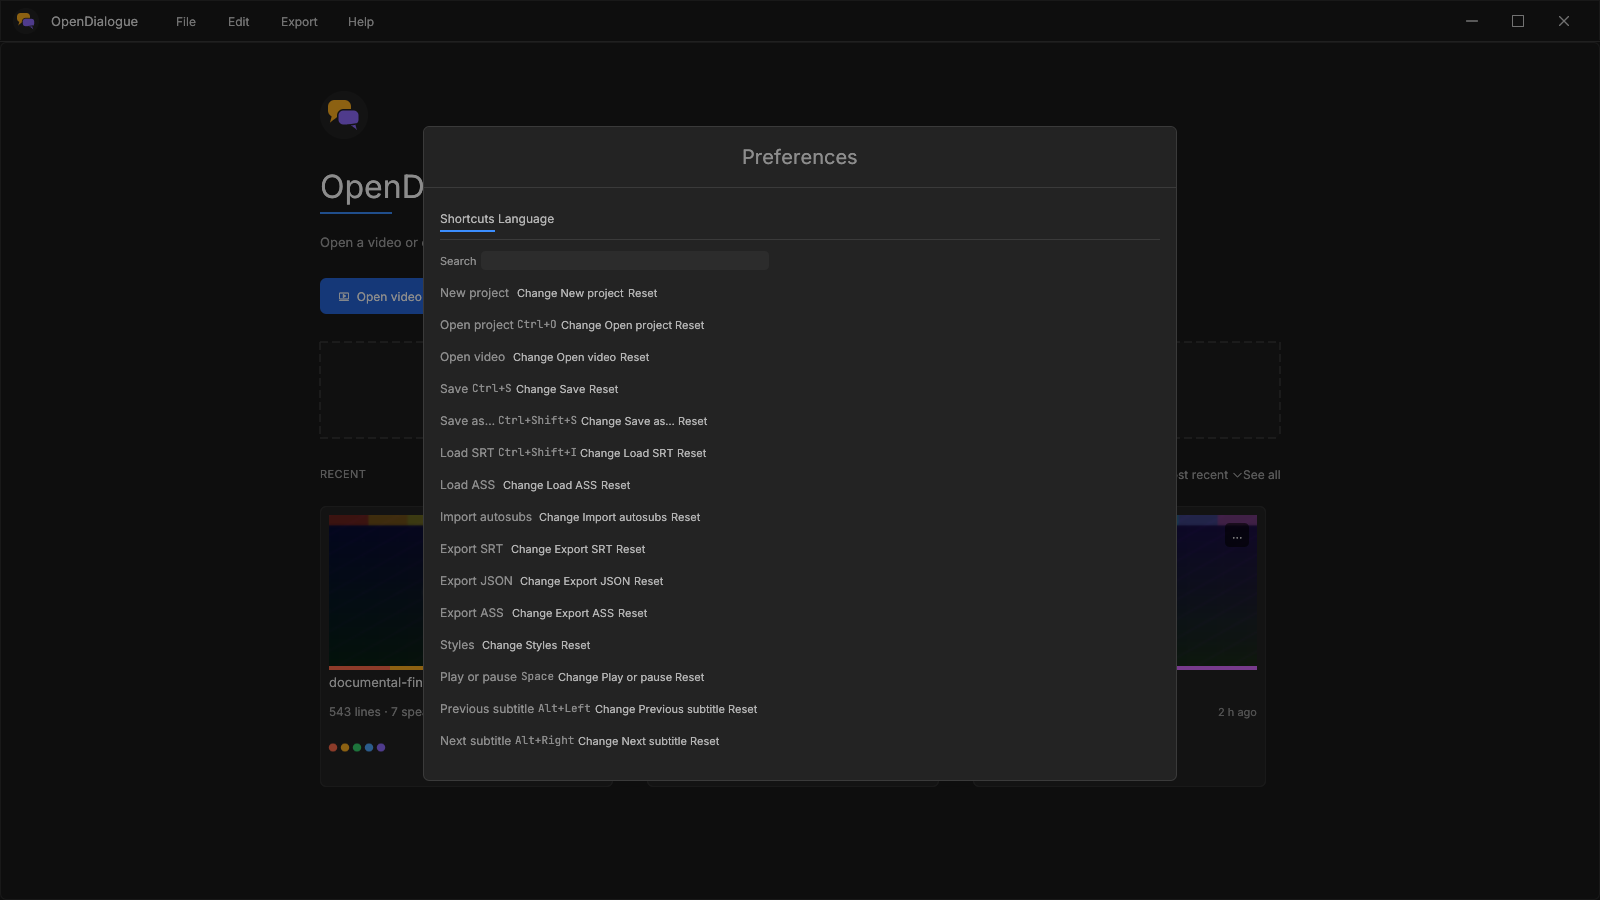 OpenDialogue File Edit Export Help
OpenD
Open a video or
Open video
RECENT
st recent See all
...
documental-fin
543 lines · 7 spea
2 h ago
Preferences
Shortcuts Language
Search
New project Change New project Reset
Open project Ctrl+O Change Open project Reset
Open video Change Open video Reset
Save Ctrl+S Change Save Reset
Save as... Ctrl+Shift+S Change Save as... Reset
Load SRT Ctrl+Shift+I Change Load SRT Reset
Load ASS Change Load ASS Reset
Import autosubs Change Import autosubs Reset
Export SRT Change Export SRT Reset
Export JSON Change Export JSON Reset
Export ASS Change Export ASS Reset
Styles Change Styles Reset
Play or pause Space Change Play or pause Reset
Previous subtitle Alt+Left Change Previous subtitle Reset
Next subtitle Alt+Right Change Next subtitle Reset